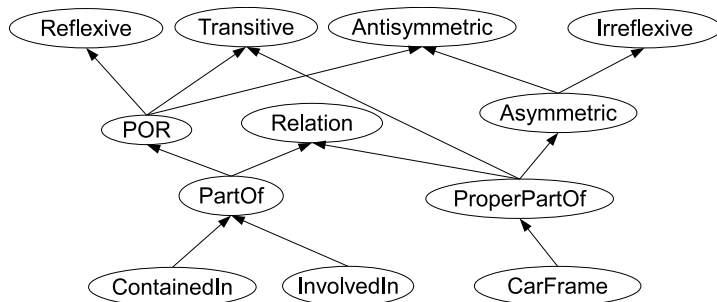 Reflexive
Transitive
Antisymmetric
Irreflexive
POR
Relation
Asymmetric
PartOf
ProperPartOf
ContainedIn
InvolvedIn
CarFrame